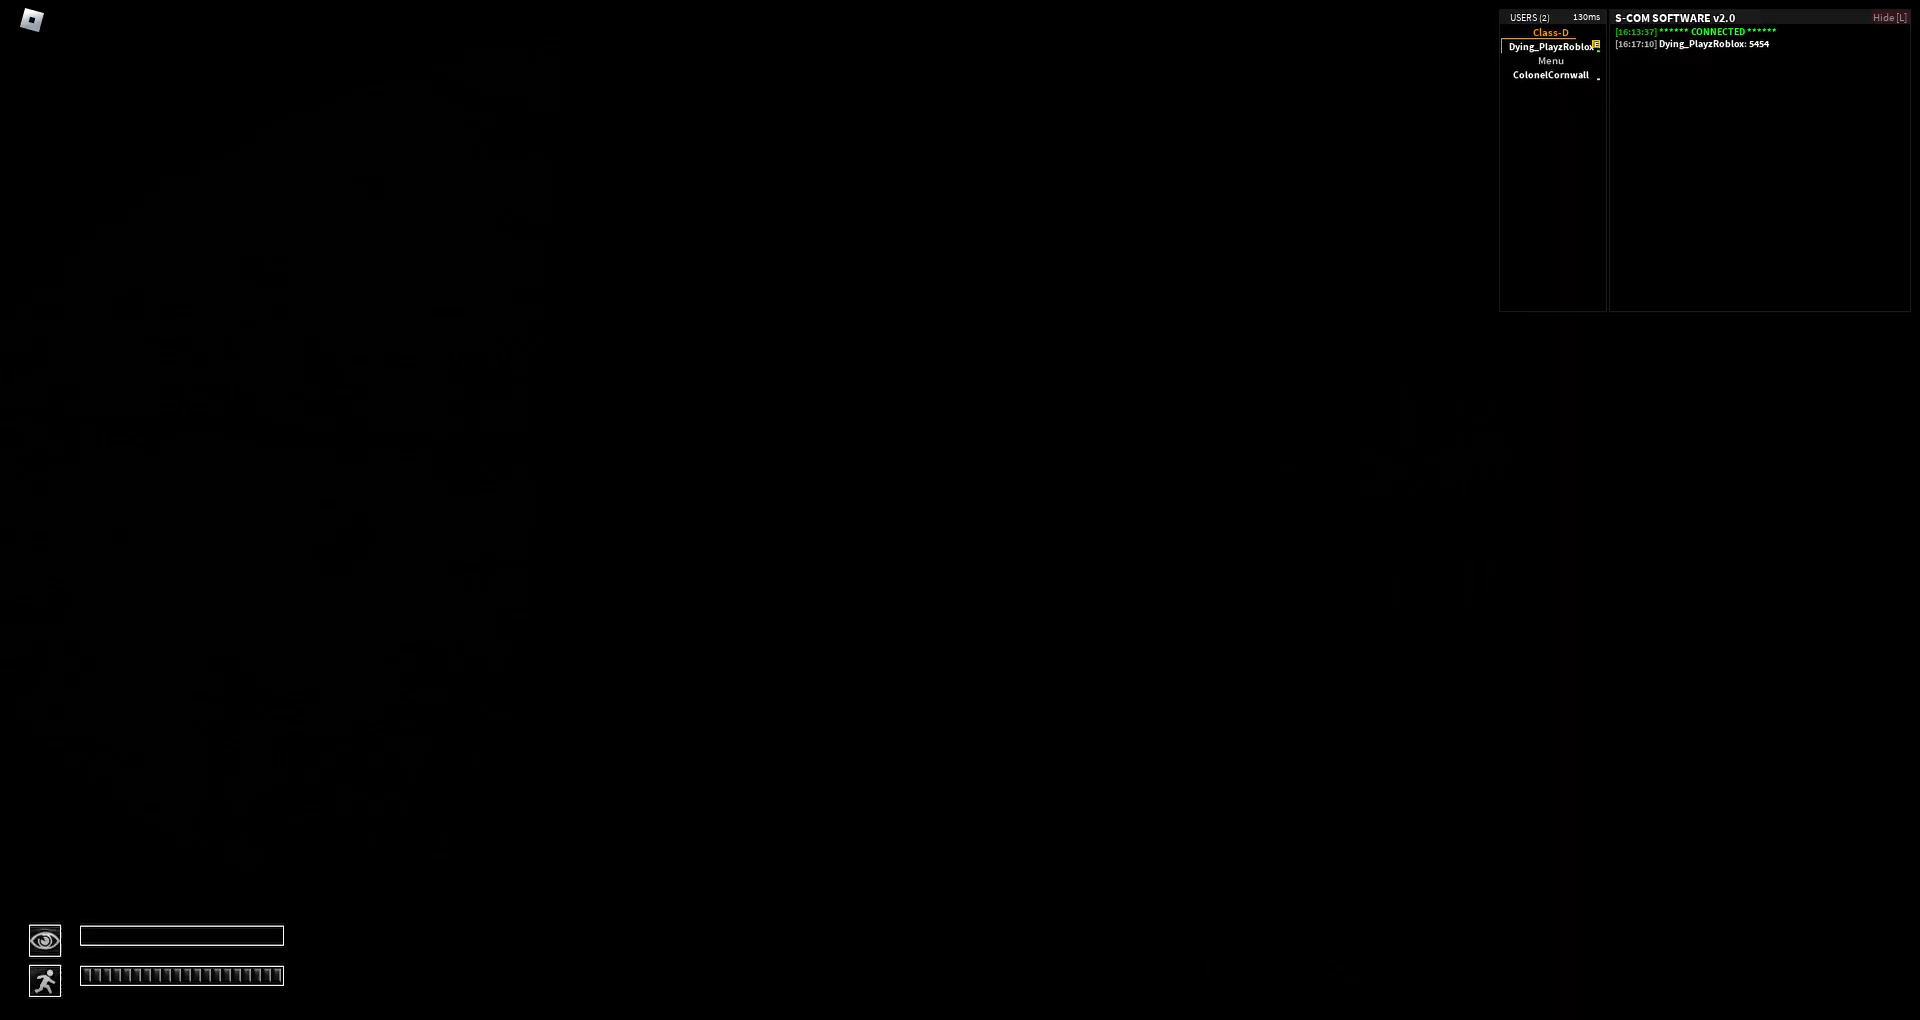 USERS (2) 130ms
Class-D
Dying_PlayzRoblox E
Menu
ColonelCornwall
S-COM SOFTWARE v2.0 Hide [L]
[16:13:37] ****** CONNECTED ******
[16:17:10] Dying_PlayzRoblox: 5454